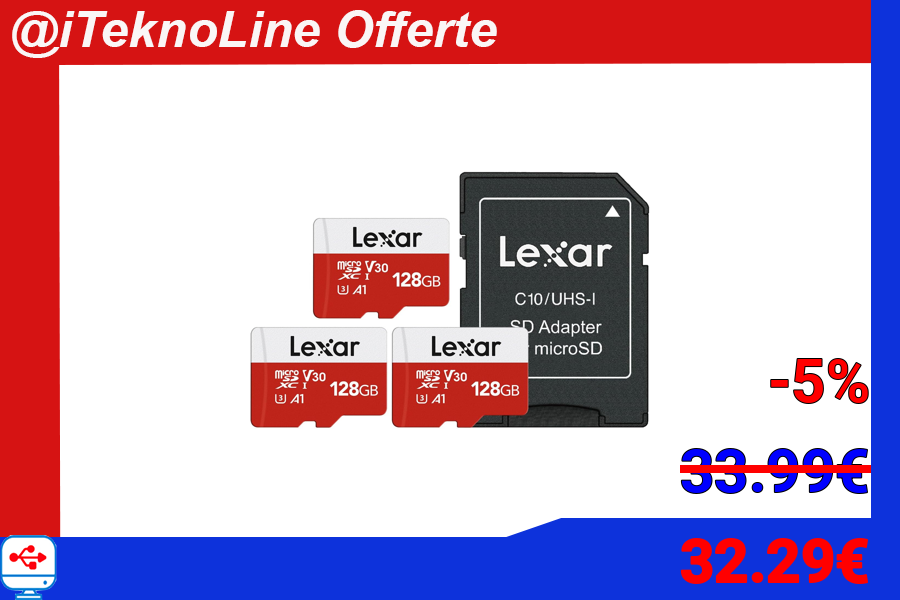 @iTeknoLine Offerte
Lexar
micro SD XC I V30 128GB
U3 A1
Lexar
C10/UHS-I
SD Adapter
microSD
Lexar
micro SD XC I V30 128GB
U3 A1
Lexar
micro SD XC I V30 128GB
U3 A1
-5%
33.99€
32.29€